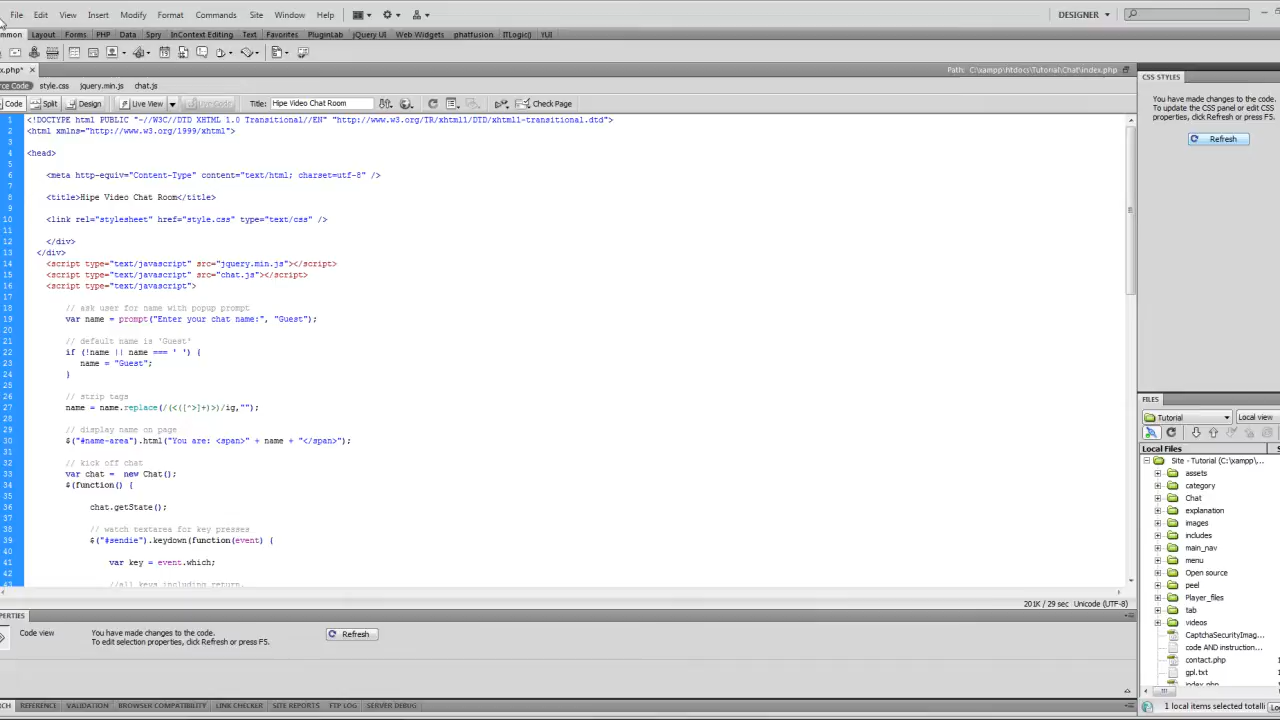 File Edit View Insert Modify Format Commands Site Window Help DESIGNER
mmon Layout Forms PHP Data Spry InContext Editing Text Favorites PluginLab jQuery UI Web Widgets phatfusion ITLogic() YUI
x.php* × Path: C:\xampp\htdocs\Tutorial\Chat\index.php
rce Code style.css jquery.min.js chat.js
Code Split Design Live View Live Code Title: Hipe Video Chat Room Check Page
1 <!DOCTYPE html PUBLIC "-//W3C//DTD XHTML 1.0 Transitional//EN" "http://www.w3.org/TR/xhtml1/DTD/xhtml1-transitional.dtd">
2 <html xmlns="http://www.w3.org/1999/xhtml">
3
4 <head>
5
6 <meta http-equiv="Content-Type" content="text/html; charset=utf-8" />
7
8 <title>Hipe Video Chat Room</title>
9
10 <link rel="stylesheet" href="style.css" type="text/css" />
11
12 </div>
13 </div>
14 <script type="text/javascript" src="jquery.min.js"></script>
15 <script type="text/javascript" src="chat.js"></script>
16 <script type="text/javascript">
17
18 // ask user for name with popup prompt
19 var name = prompt("Enter your chat name:", "Guest");
20
21 // default name is 'Guest'
22 if (!name || name === ' ') {
23 name = "Guest";
24 }
25
26 // strip tags
27 name = name.replace(/(<([^>]+)>)/ig,"");
28
29 // display name on page
30 $("#name-area").html("You are: <span>" + name + "</span>");
31
32 // kick off chat
33 var chat = new Chat();
34 $(function() {
35
36 chat.getState();
37
38 // watch textarea for key presses
39 $("#sendie").keydown(function(event) {
40
41 var key = event.which;
42
43 //all keys including return.
201K / 29 sec Unicode (UTF-8)
PERTIES
Code view You have made changes to the code.
To edit selection properties, click Refresh or press F5.
Refresh
RCH REFERENCE VALIDATION BROWSER COMPATIBILITY LINK CHECKER SITE REPORTS FTP LOG SERVER DEBUG
CSS STYLES
You have made changes to the code.
To update the CSS panel or edit CSS
properties, click Refresh or press F5.
Refresh
FILES
Tutorial Local view
Local Files S
Site - Tutorial (C:\xampp\...
assets
category
Chat
explanation
images
includes
main_nav
menu
Open source
peel
Player_files
tab
videos
CaptchaSecurityImag...
code AND instruction...
contact.php 1
gpl.txt 1
index.php 1
1 local items selected totalli Lo